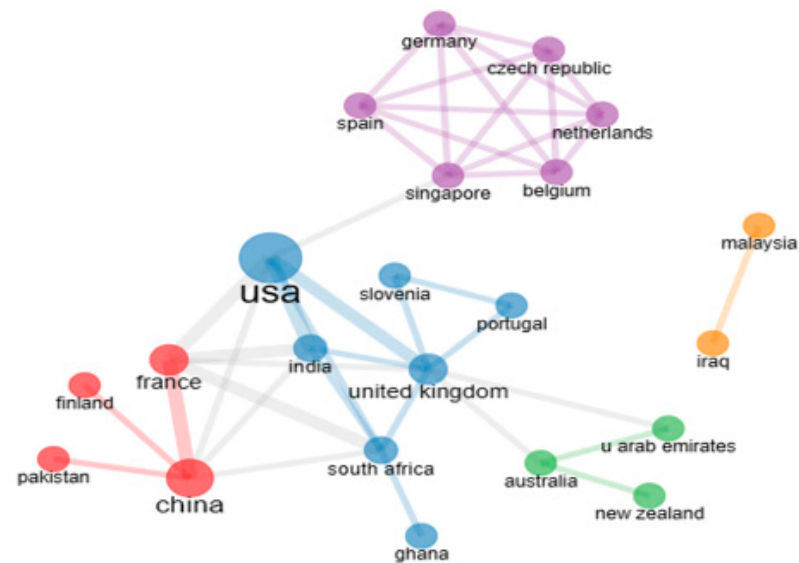 germany
czech republic
spain
netherlands
singapore
belgium
malaysia
usa
slovenia
portugal
iraq
india
france
united kingdom
finland
u arab emirates
south africa
pakistan
australia
china
new zealand
ghana